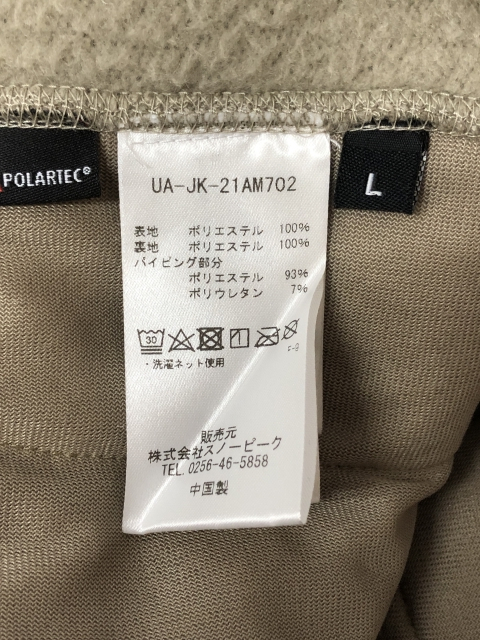 POLARTEC®
L
UA-JK-21AM702
表地 ポリエステル 100%
裏地 ポリエステル 100%
パイピング部分
ポリエステル 93%
ポリウレタン 7%
30
・洗濯ネット使用
販売元
株式会社スノーピーク
TEL.0256-46-5858
中国製